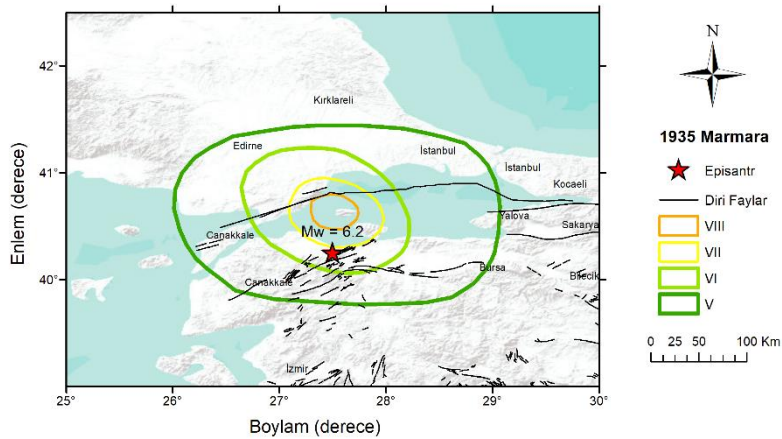 42°
41°
40°
Enlem (derece)
Kırklareli
Edirne
İstanbul
İstanbul
Kocaeli
Yalova
Sakarya
Çanakkale
Mw = 6.2
Çanakkale
Bursa
Bilecik
İzmir
25° 26° 27° 28° 29° 30°
Boylam (derece)
N
1935 Marmara
Episantr
Diri Faylar
VIII
VII
VI
V
0 25 50 100 Km